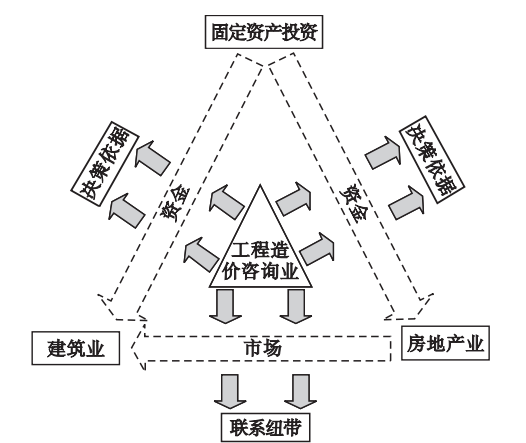 固定资产投资
决策依据
决策依据
资金
资金
工程造
价咨询业
建筑业
市场
房地产业
联系纽带